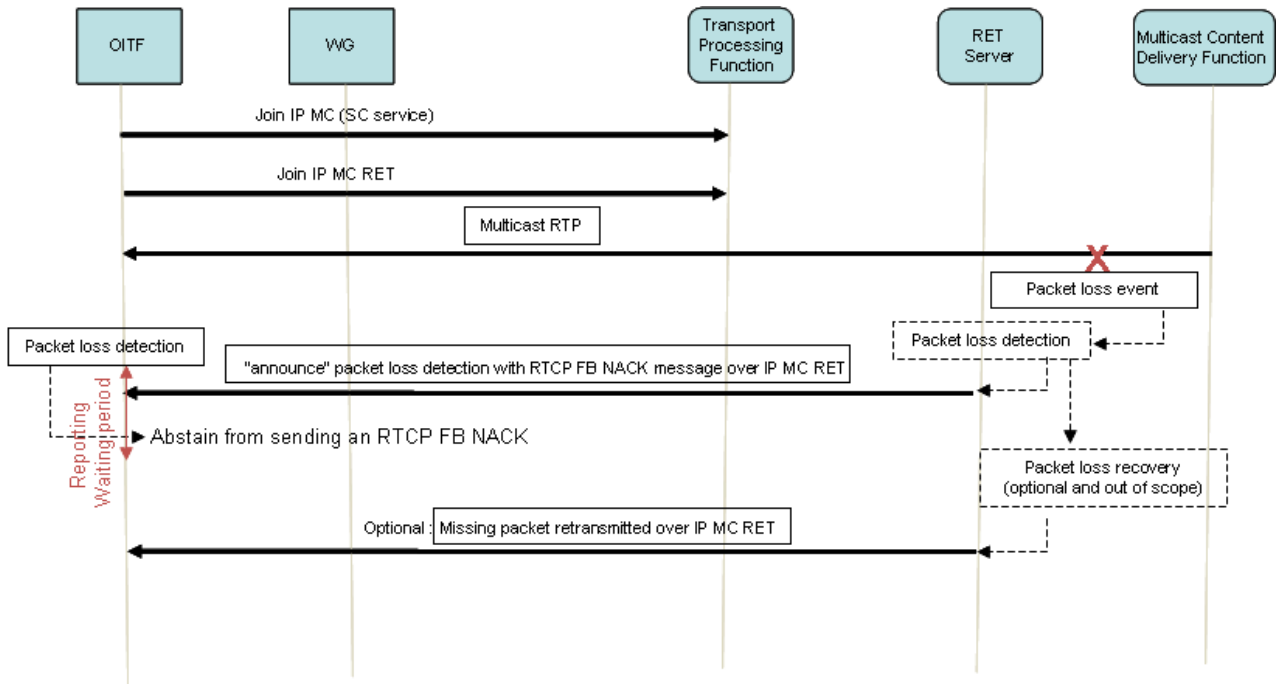 OITF
WG
Transport
Processing
Function
RET
Server
Multicast Content
Delivery Function
Join IP MC (SC service)
Join IP MC RET
Multicast RTP
X
Packet loss event
Packet loss detection
Packet loss detection
"announce" packet loss detection with RTCP FB NACK message over IP MC RET
Reporting
Waiting period
Abstain from sending an RTCP FB NACK
Packet loss recovery
(optional and out of scope)
Optional : Missing packet retransmitted over IP MC RET